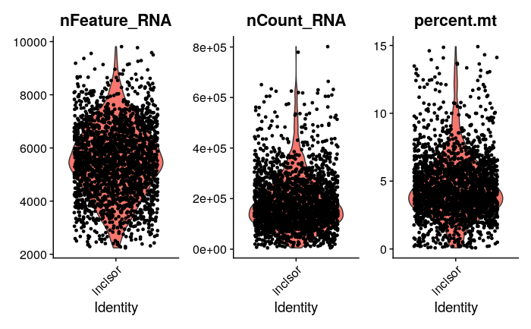 nFeature_RNA
10000
8000
6000
4000
2000
Incisor
Identity
nCount_RNA
8e+05
6e+05
4e+05
2e+05
0e+00
Incisor
Identity
percent.mt
15
10
5
0
Incisor
Identity